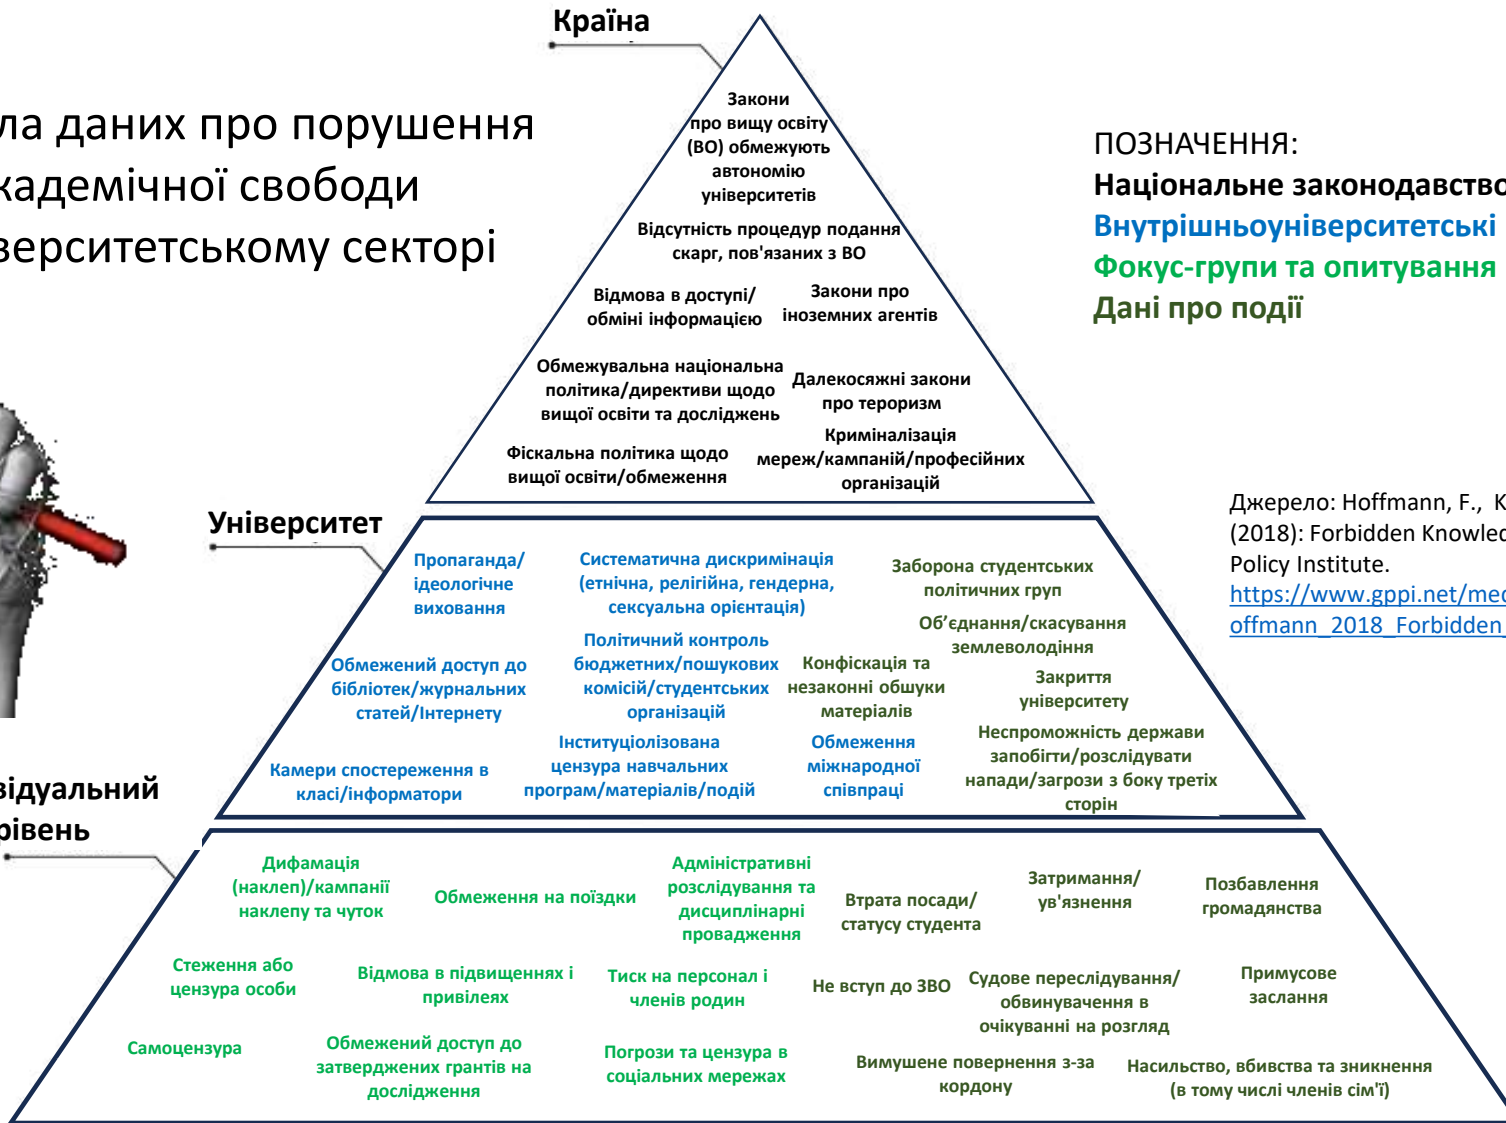 Країна
ла даних про порушення
кадемічної свободи
верситетському секторі
ПОЗНАЧЕННЯ:
Національне законодавство
Внутрішньоуніверситетські
Фокус-групи та опитування
Дані про події
Закони
про вищу освіту
(ВО) обмежують
автономію
університетів
Відсутність процедур подання
скарг, пов'язаних з ВО
Відмова в доступі/
обміні інформацією
Закони про
іноземних агентів
Обмежувальна національна
політика/директиви щодо
вищої освіти та досліджень
Далекосяжні закони
про тероризм
Фіскальна політика щодо
вищої освіти/обмеження
Криміналізація
мереж/кампаній/професійних
організацій
Джерело: Hoffmann, F., K
(2018): Forbidden Knowled
Policy Institute.
https://www.gppi.net/med
offmann_2018_Forbidden_
Університет
Пропаганда/
ідеологічне
виховання
Систематична дискримінація
(етнічна, релігійна, гендерна,
сексуальна орієнтація)
Заборона студентських
політичних груп
Об’єднання/скасування
землеволодіння
Обмежений доступ до
бібліотек/журнальних
статей/Інтернету
Політичний контроль
бюджетних/пошукових
комісій/студентських
організацій
Конфіскація та
незаконні обшуки
матеріалів
Закриття
університету
Камери спостереження в
класі/інформатори
Інституціолізована
цензура навчальних
програм/матеріалів/подій
Обмеження
міжнародної
співпраці
Неспроможність держави
запобігти/розслідувати
напади/загрози з боку третіх
сторін
відуальний
рівень
Дифамація
(наклеп)/кампанії
наклепу та чуток
Обмеження на поїздки
Адміністративні
розслідування та
дисциплінарні
провадження
Втрата посади/
статусу студента
Затримання/
ув'язнення
Позбавлення
громадянства
Стеження або
цензура особи
Відмова в підвищеннях і
привілеях
Тиск на персонал і
членів родин
Не вступ до ЗВО
Судове переслідування/
обвинувачення в
очікуванні на розгляд
Примусове
заслання
Самоцензура
Обмежений доступ до
затверджених грантів на
дослідження
Погрози та цензура в
соціальних мережах
Вимушене повернення з-за
кордону
Насильство, вбивства та зникнення
(в тому числі членів сім'ї)